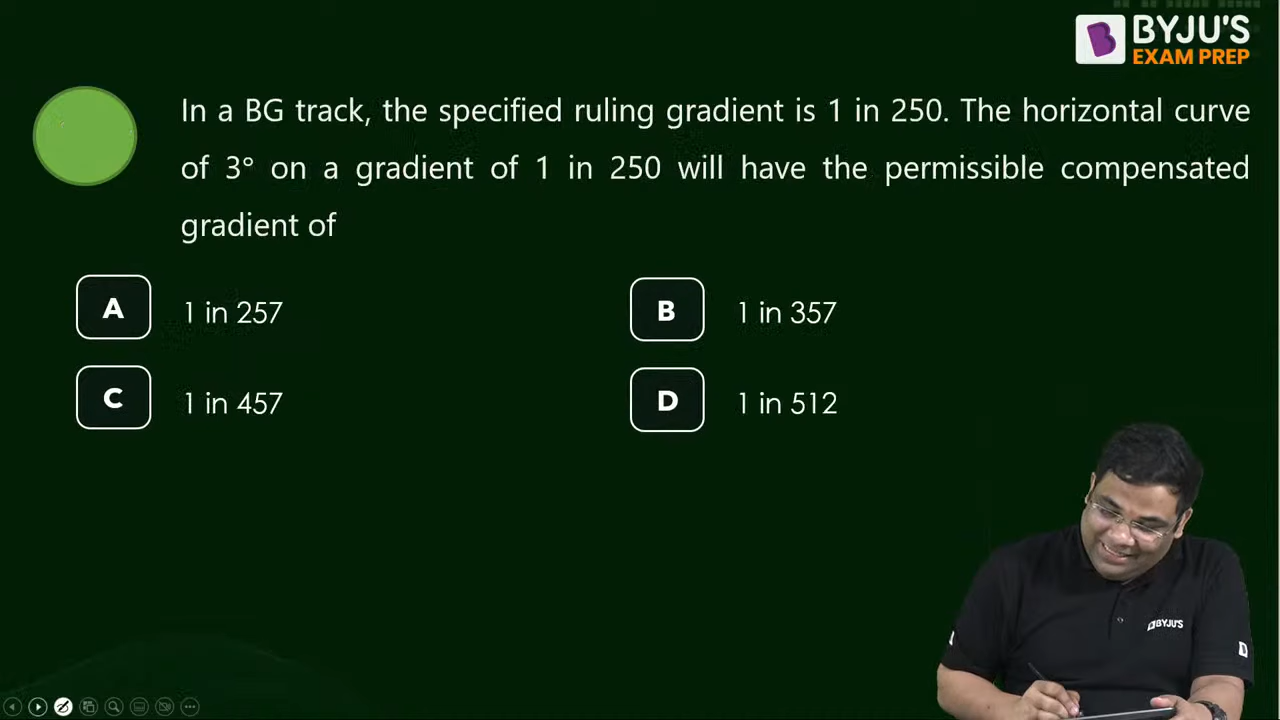 BYJU'S
EXAM PREP
In a BG track, the specified ruling gradient is 1 in 250. The horizontal curve
of 3° on a gradient of 1 in 250 will have the permissible compensated
gradient of
A 1 in 257
B 1 in 357
C 1 in 457
D 1 in 512
BYJU'S